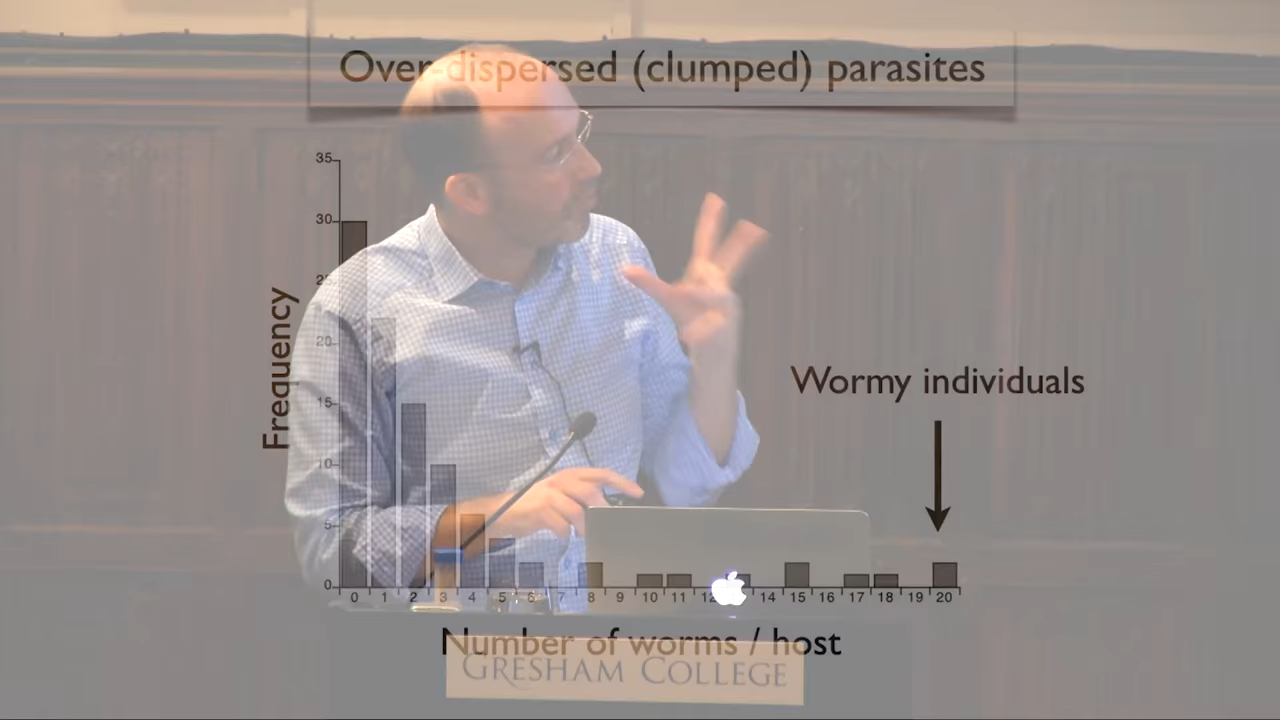 Over-dispersed (clumped) parasites
35
30
25
20
15
10
5
0
Frequency
Wormy individuals
0 1 2 3 4 5 6 7 8 9 10 11 12 14 15 16 17 18 19 20
Number of worms / host
GRESHAM COLLEGE